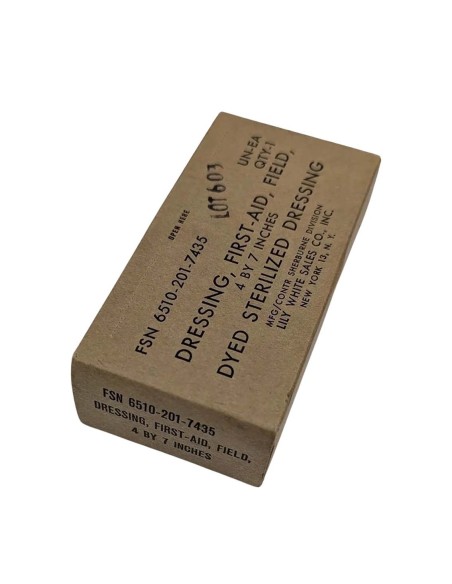 FSN 6510-201-7435
OPEN HERE
LOT 603
UN-EA
QTY-1
DRESSING, FIRST-AID, FIELD,
4 BY 7 INCHES
DYED STERILIZED DRESSING
MFG/CONTR SHERBURNE DIVISION
LILY WHITE SALES CO., INC.
NEW YORK 13, N. Y.
FSN 6510-201-7435
DRESSING, FIRST-AID, FIELD,
4 BY 7 INCHES